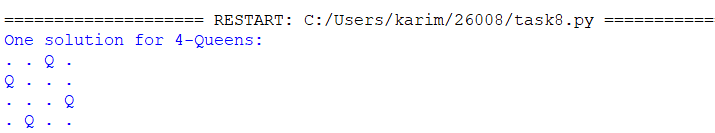 ==================== RESTART: C:/Users/karim/26008/task8.py ===========
One solution for 4-Queens:
. . Q .
Q . . .
. . . Q
. Q . .